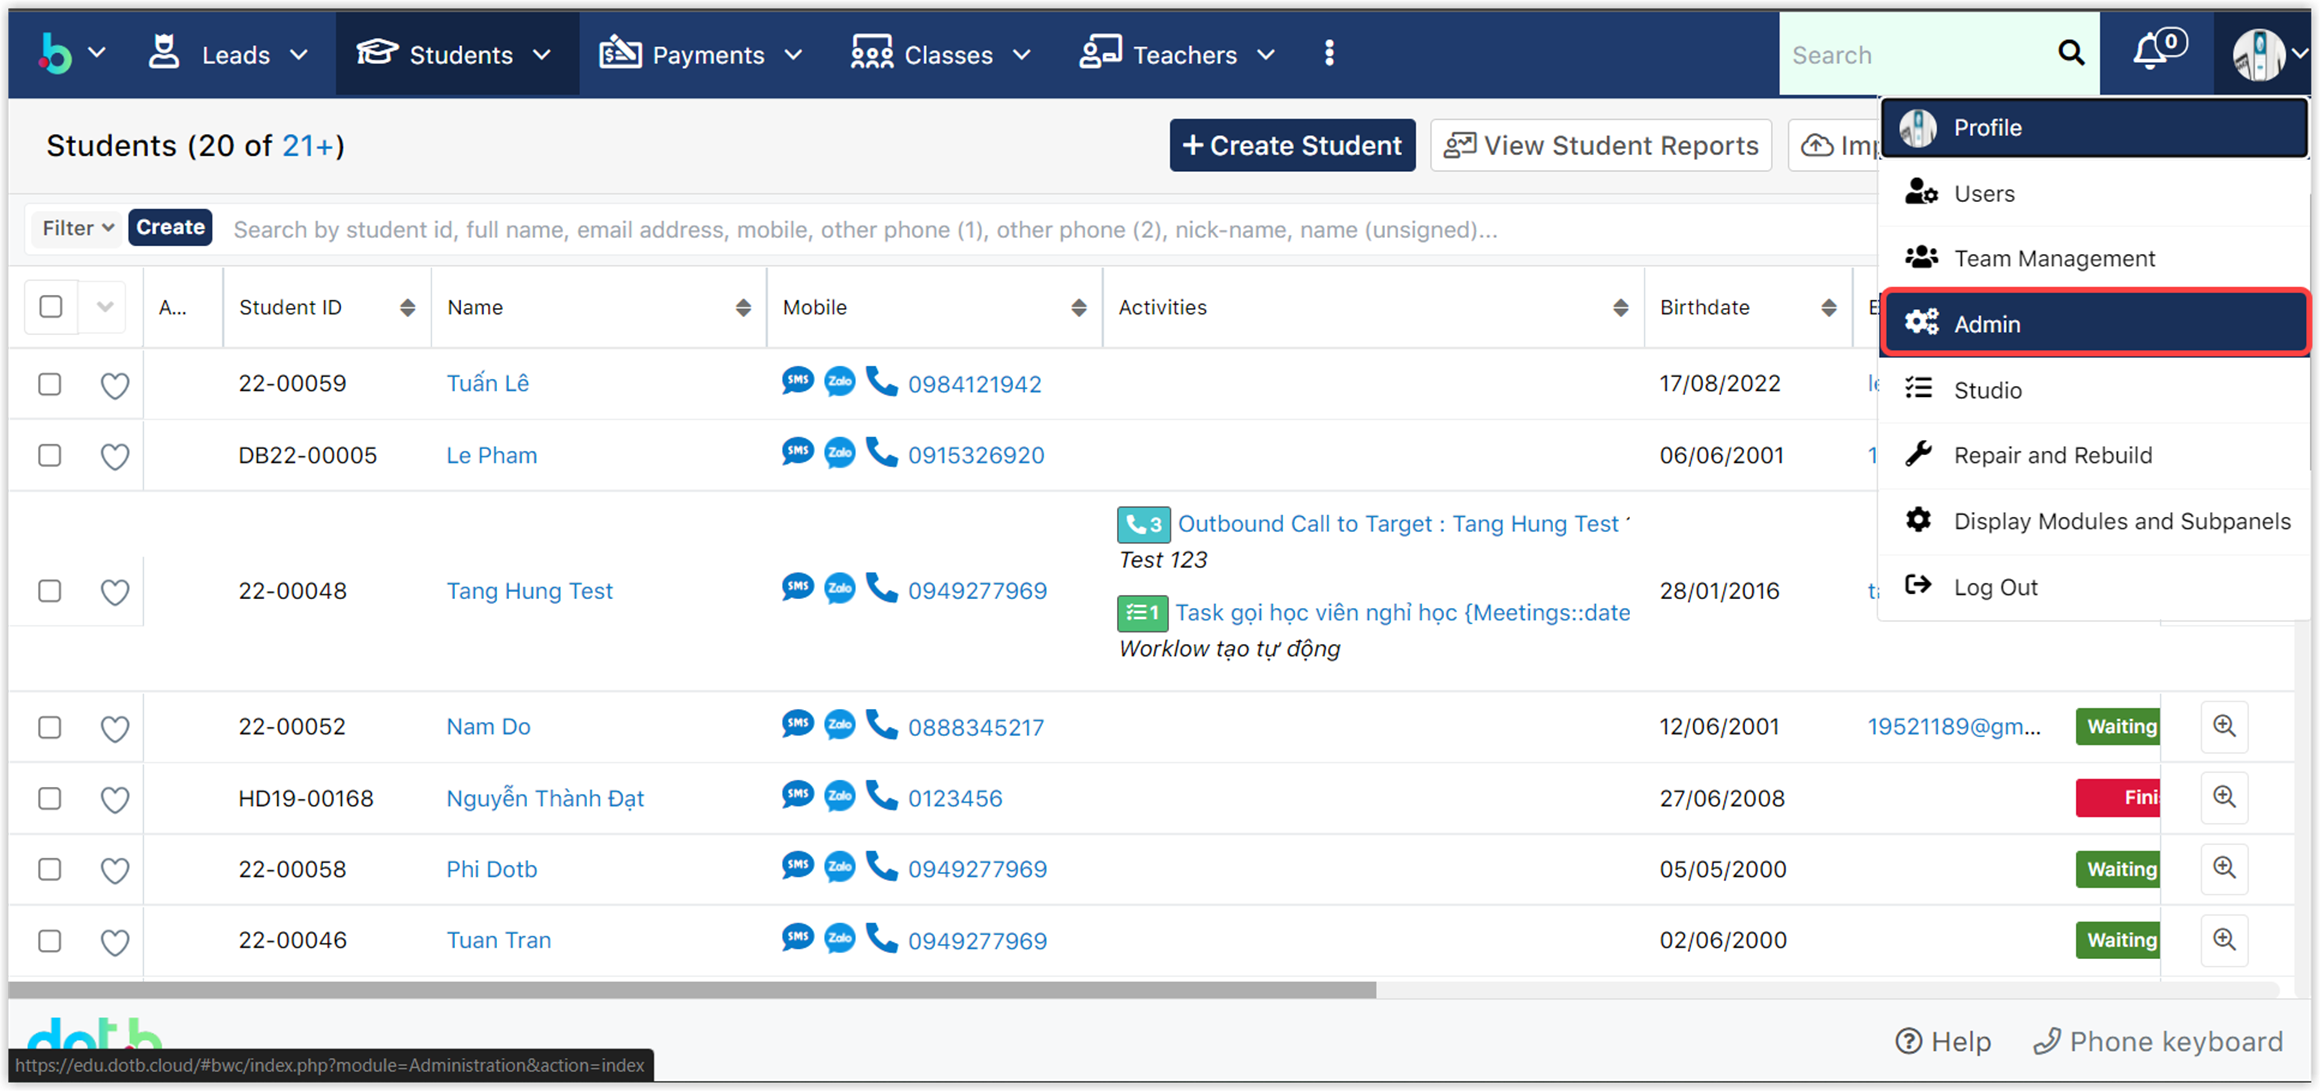 Leads
Students
Payments
Classes
Teachers
Search
0
Students (20 of 21+)
+ Create Student
View Student Reports
Imp
Profile
Users
Team Management
Admin
Studio
Repair and Rebuild
Display Modules and Subpanels
Log Out
Filter Create Search by student id, full name, email address, mobile, other phone (1), other phone (2), nick-name, name (unsigned)...
A... Student ID Name Mobile Activities Birthdate E
22-00059 Tuấn Lê SMS Zalo 0984121942 17/08/2022 le
DB22-00005 Le Pham SMS Zalo 0915326920 06/06/2001 1
3 Outbound Call to Target : Tang Hung Test
Test 123
22-00048 Tang Hung Test SMS Zalo 0949277969 28/01/2016 ta
1 Task gọi học viên nghỉ học {Meetings::date
Worklow tạo tự động
22-00052 Nam Do SMS Zalo 0888345217 12/06/2001 19521189@gm... Waiting
HD19-00168 Nguyễn Thành Đạt SMS Zalo 0123456 27/06/2008 Fini
22-00058 Phi Dotb SMS Zalo 0949277969 05/05/2000 Waiting
22-00046 Tuan Tran SMS Zalo 0949277969 02/06/2000 Waiting
dotb
Help Phone keyboard
https://edu.dotb.cloud/#bwc/index.php?module=Administration&action=index